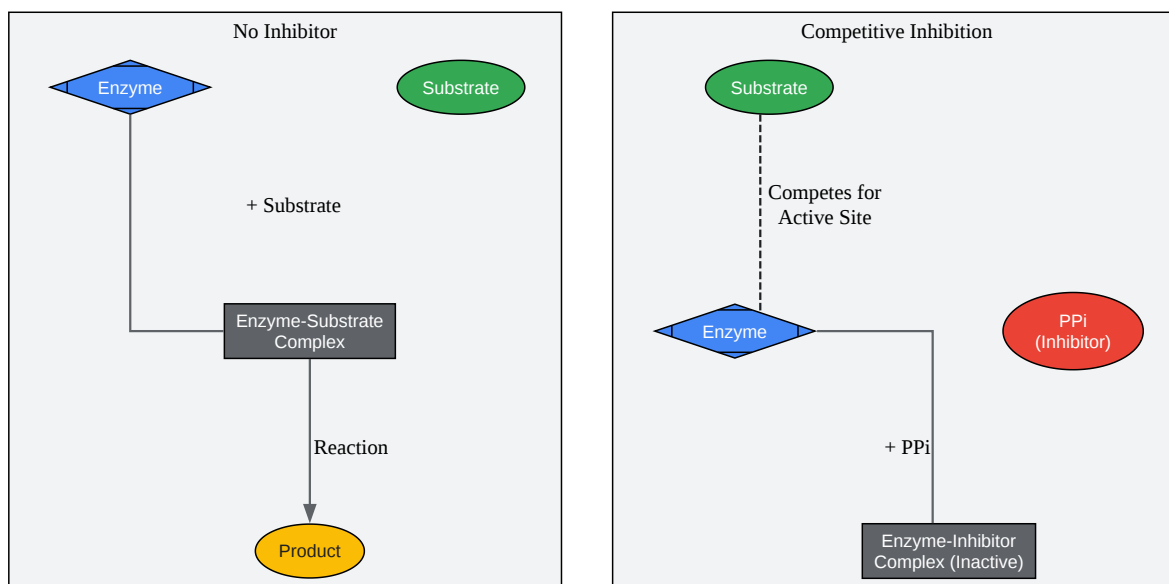 No Inhibitor
Enzyme
Substrate
+ Substrate
Enzyme-Substrate
Complex
Reaction
Product
Competitive Inhibition
Substrate
Competes for
Active Site
Enzyme
PPi
(Inhibitor)
+ PPi
Enzyme-Inhibitor
Complex (Inactive)